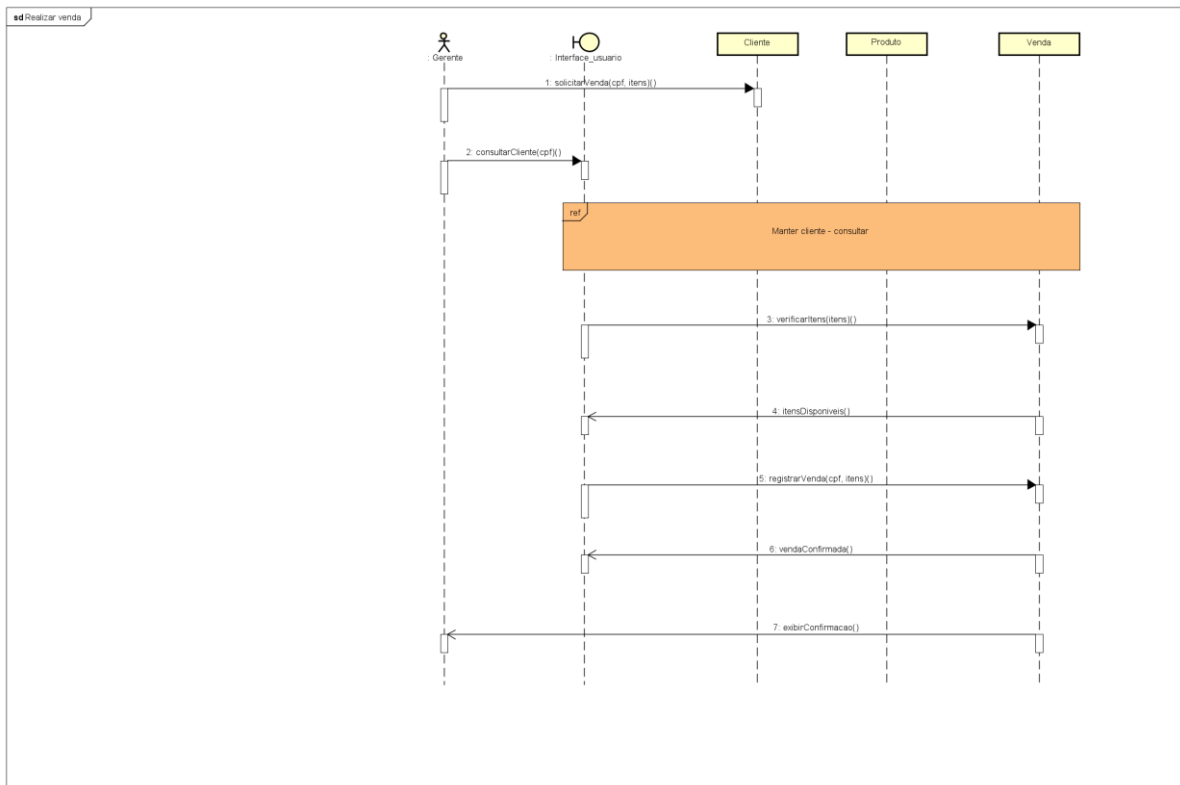 sd Realizar venda
: Gerente
: Interface_usuario
Cliente
Produto
Venda
1: solicitarVenda(cpf, itens)()
2: consultarCliente(cpf)()
ref
Manter cliente - consultar
3: verificarItens(itens)()
4: itensDisponiveis()
5: registrarVenda(cpf, itens)()
6: vendaConfirmada()
7: exibirConfirmacao()